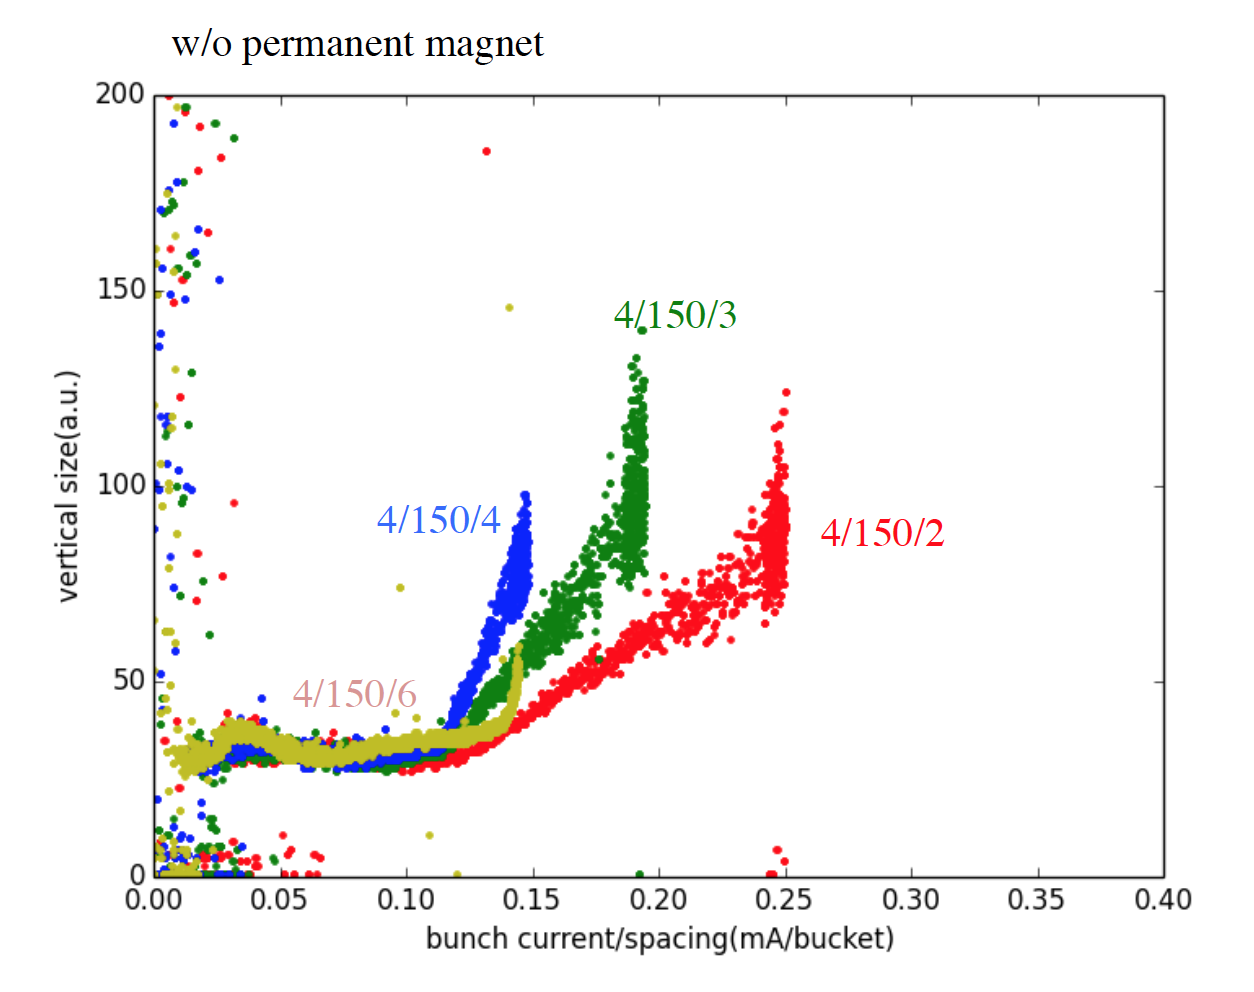 w/o permanent magnet
200
150
100
50
0
vertical size(a.u.)
4/150/3
4/150/4
4/150/2
4/150/6
0.00 0.05 0.10 0.15 0.20 0.25 0.30 0.35 0.40
bunch current/spacing(mA/bucket)